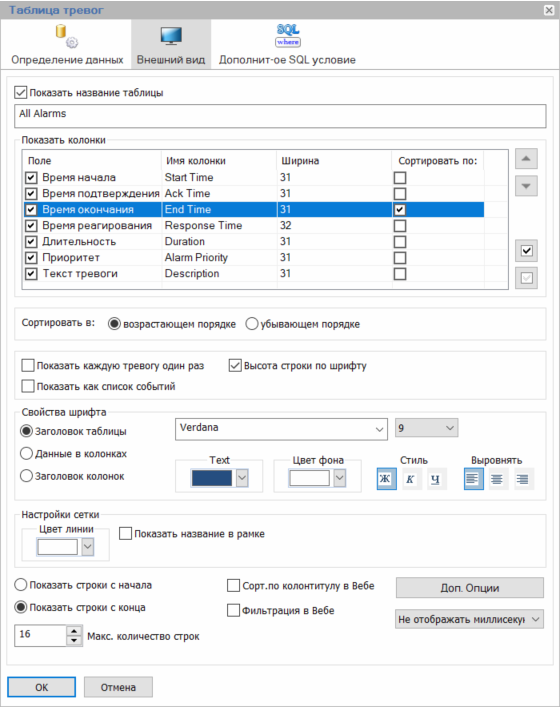 Таблица тревог
SQL
where
Определение данных Внешний вид Дополнит-ое SQL условие
Показать название таблицы
All Alarms
Показать колонки
Поле Имя колонки Ширина Сортировать по:
Время начала Start Time 31
Время подтверждения Ack Time 31
Время окончания End Time 31
Время реагирования Response Time 32
Длительность Duration 31
Приоритет Alarm Priority 31
Текст тревоги Description 31
Сортировать в: возрастающем порядке убывающем порядке
Показать каждую тревогу один раз Высота строки по шрифту
Показать как список событий
Свойства шрифта
Заголовок таблицы Verdana 9
Данные в колонках
Text Цвет фона Стиль Выровнять
Заголовок колонок Ж К Ч
Настройки сетки
Цвет линии
Показать название в рамке
Показать строки с начала Сорт.по колонтитулу в Вебе Доп. Опции
Показать строки с конца Фильтрация в Вебе Не отображать миллисекун
16 Макс. количество строк
ОК Отмена